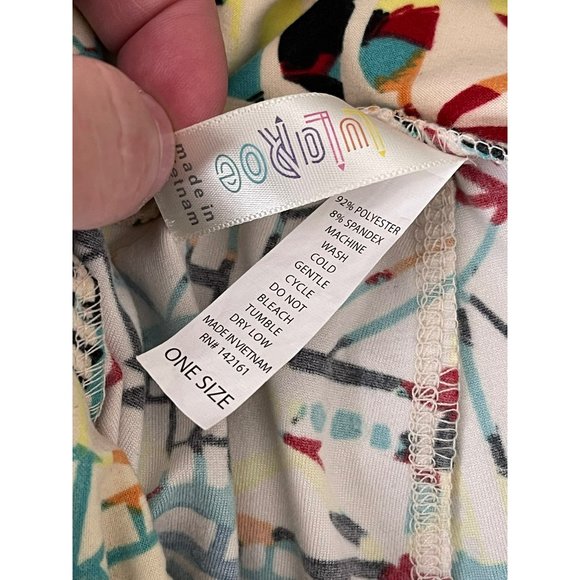 LuLaRoe
made in
vietnam
92% POLYESTER
8% SPANDEX
MACHINE
WASH
COLD
GENTLE
CYCLE
DO NOT
BLEACH
TUMBLE
DRY LOW
MADE IN VIETNAM
RN# 142161
ONE SIZE